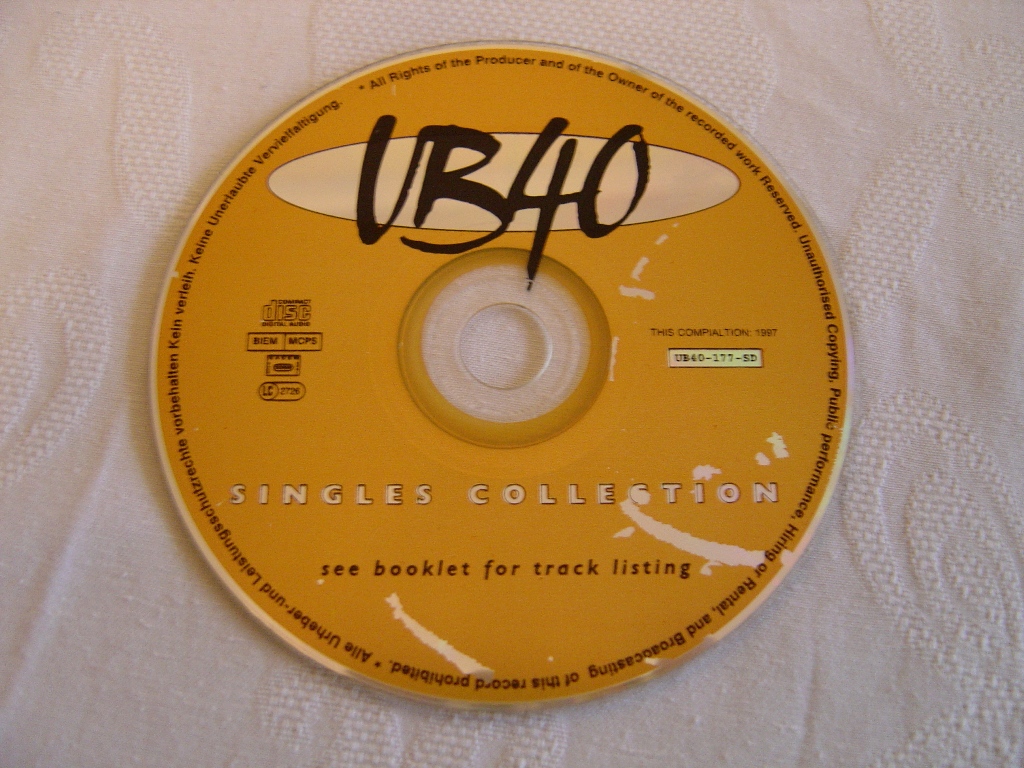 * All Rights of the Producer and of the Owner of the recorded work Reserved. Unauthorised Copying, Public performance, Hiring or Rental, and Broadcasting of this record prohibited. * Alle Urheber-und Leistungsschutzrechte vorbehalten Kein verleih. Keine Unerlaubte Vervielfaltigung.
UB40
COMPACT
disc
DIGITAL AUDIO
BIEM MCPS
LC 2726
THIS COMPIALTION: 1997
UB40-177-SD
SINGLES COLLECTION
see booklet for track listing